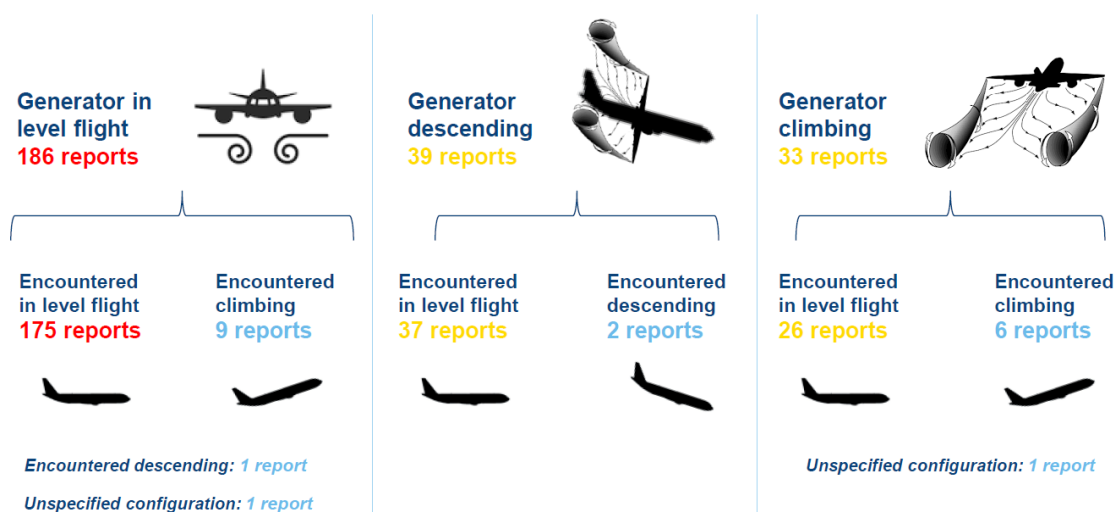 Generator in
level flight
186 reports
Encountered
in level flight
175 reports
Encountered
climbing
9 reports
Encountered descending: 1 report
Unspecified configuration: 1 report
Generator
descending
39 reports
Encountered
in level flight
37 reports
Encountered
descending
2 reports
Generator
climbing
33 reports
Encountered
in level flight
26 reports
Encountered
climbing
6 reports
Unspecified configuration: 1 report